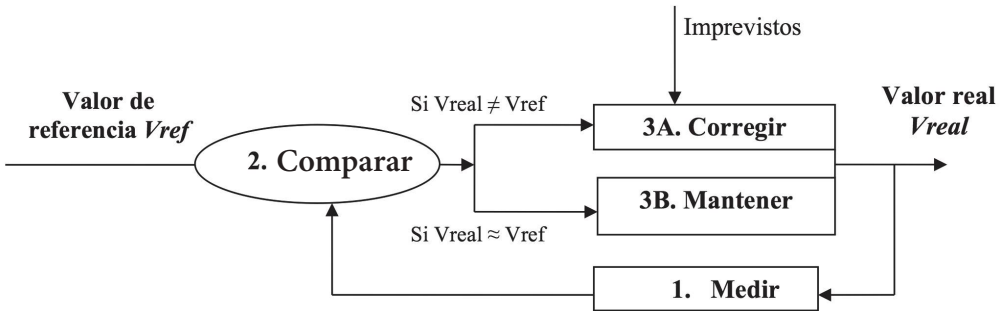 Imprevistos
Valor de
referencia Vref
Si Vreal ≠ Vref
Valor real
Vreal
3A. Corregir
2. Comparar
3B. Mantener
Si Vreal ≈ Vref
1. Medir